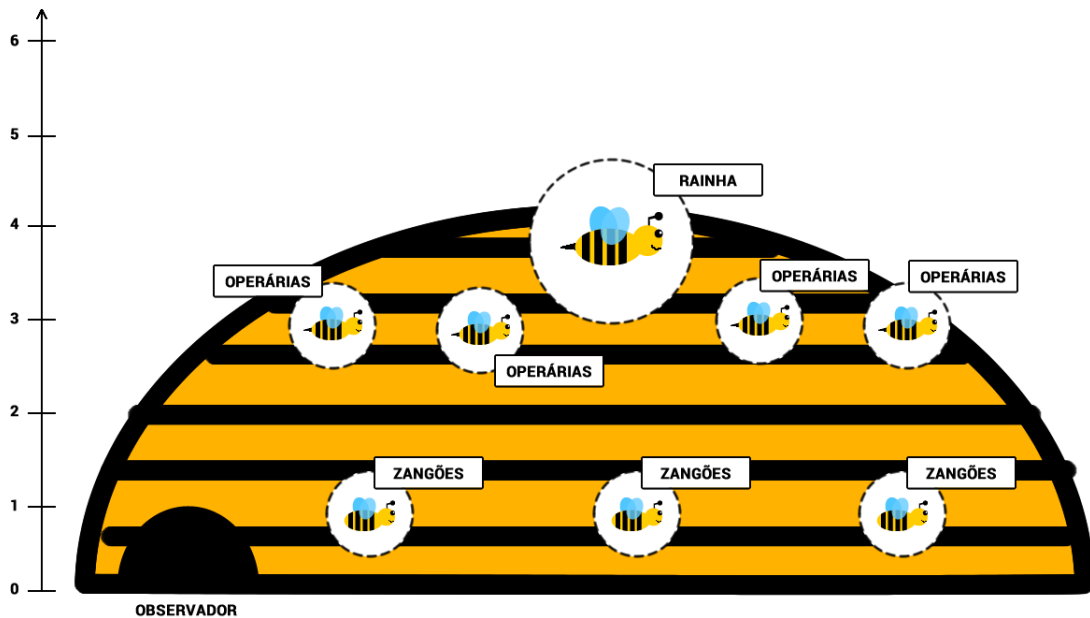 6
5
RAINHA
4
OPERÁRIAS
OPERÁRIAS
OPERÁRIAS
3
OPERÁRIAS
2
ZANGÕES
ZANGÕES
ZANGÕES
1
0
OBSERVADOR